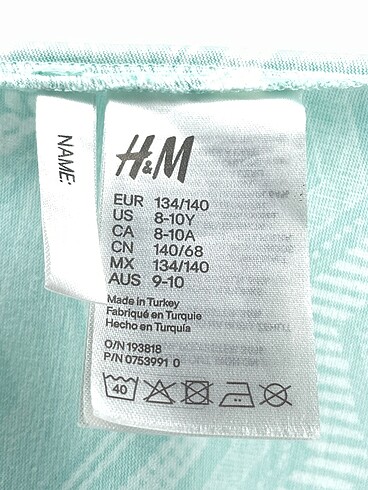 NAME:
H&M
EUR 134/140
US 8-10Y
CA 8-10A
CN 140/68
MX 134/140
AUS 9-10
Made in Turkey
Fabriqué en Turquie
Hecho en Turquía
O/N 193818
P/N 0753991 0
40